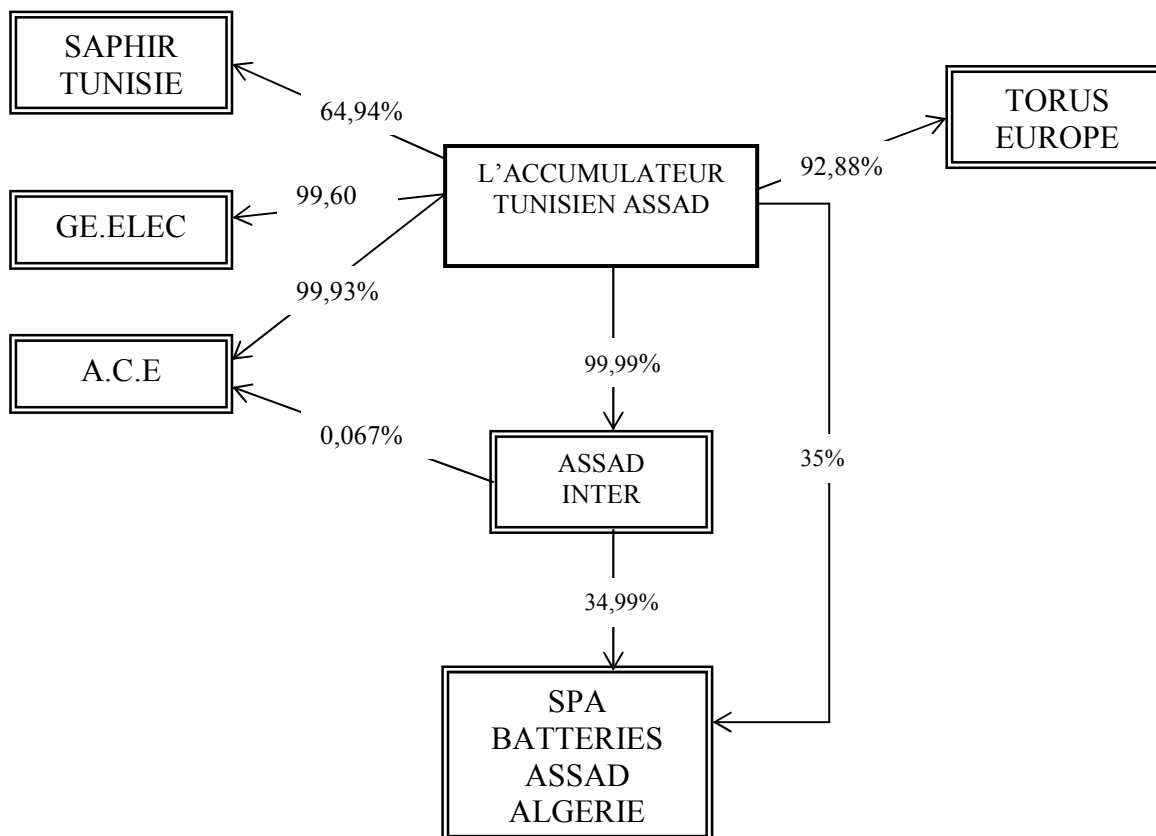 SAPHIR
TUNISIE
64,94%
TORUS
EUROPE
92,88%
L'ACCUMULATEUR
TUNISIEN ASSAD
99,60
GE.ELEC
99,93%
A.C.E
99,99%
0,067%
ASSAD
INTER
35%
34,99%
SPA
BATTERIES
ASSAD
ALGERIE